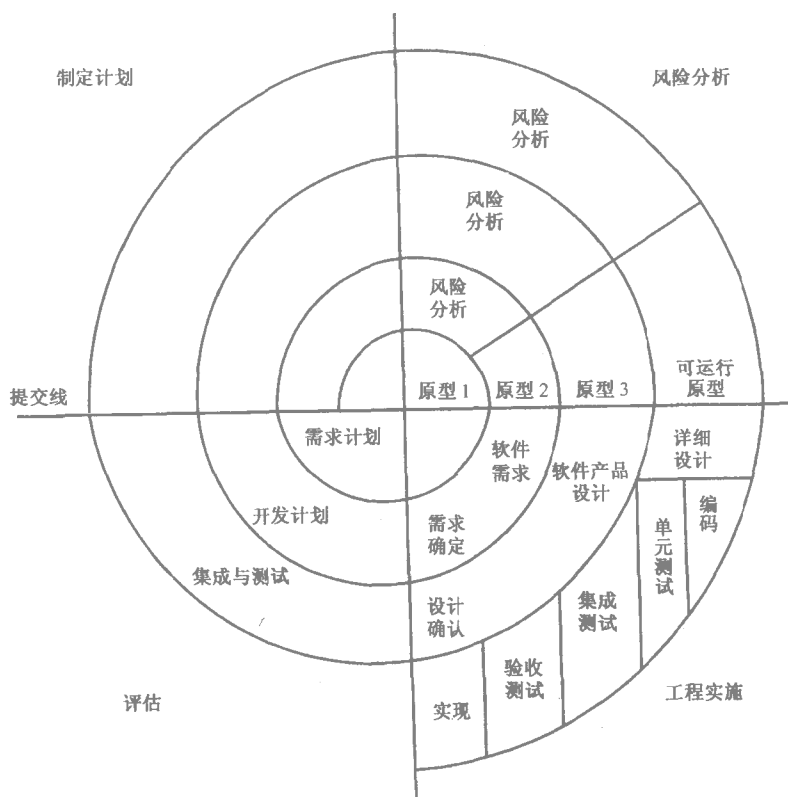 制定计划
风险分析
风险
分析
风险
分析
风险
分析
提交线
原型1
原型2
原型3
可运行
原型
需求计划
软件
需求
软件产品
设计
详细
设计
开发计划
需求
确定
单元测试
编码
集成与测试
设计
确认
集成
测试
评估
实现
验收
测试
工程实施